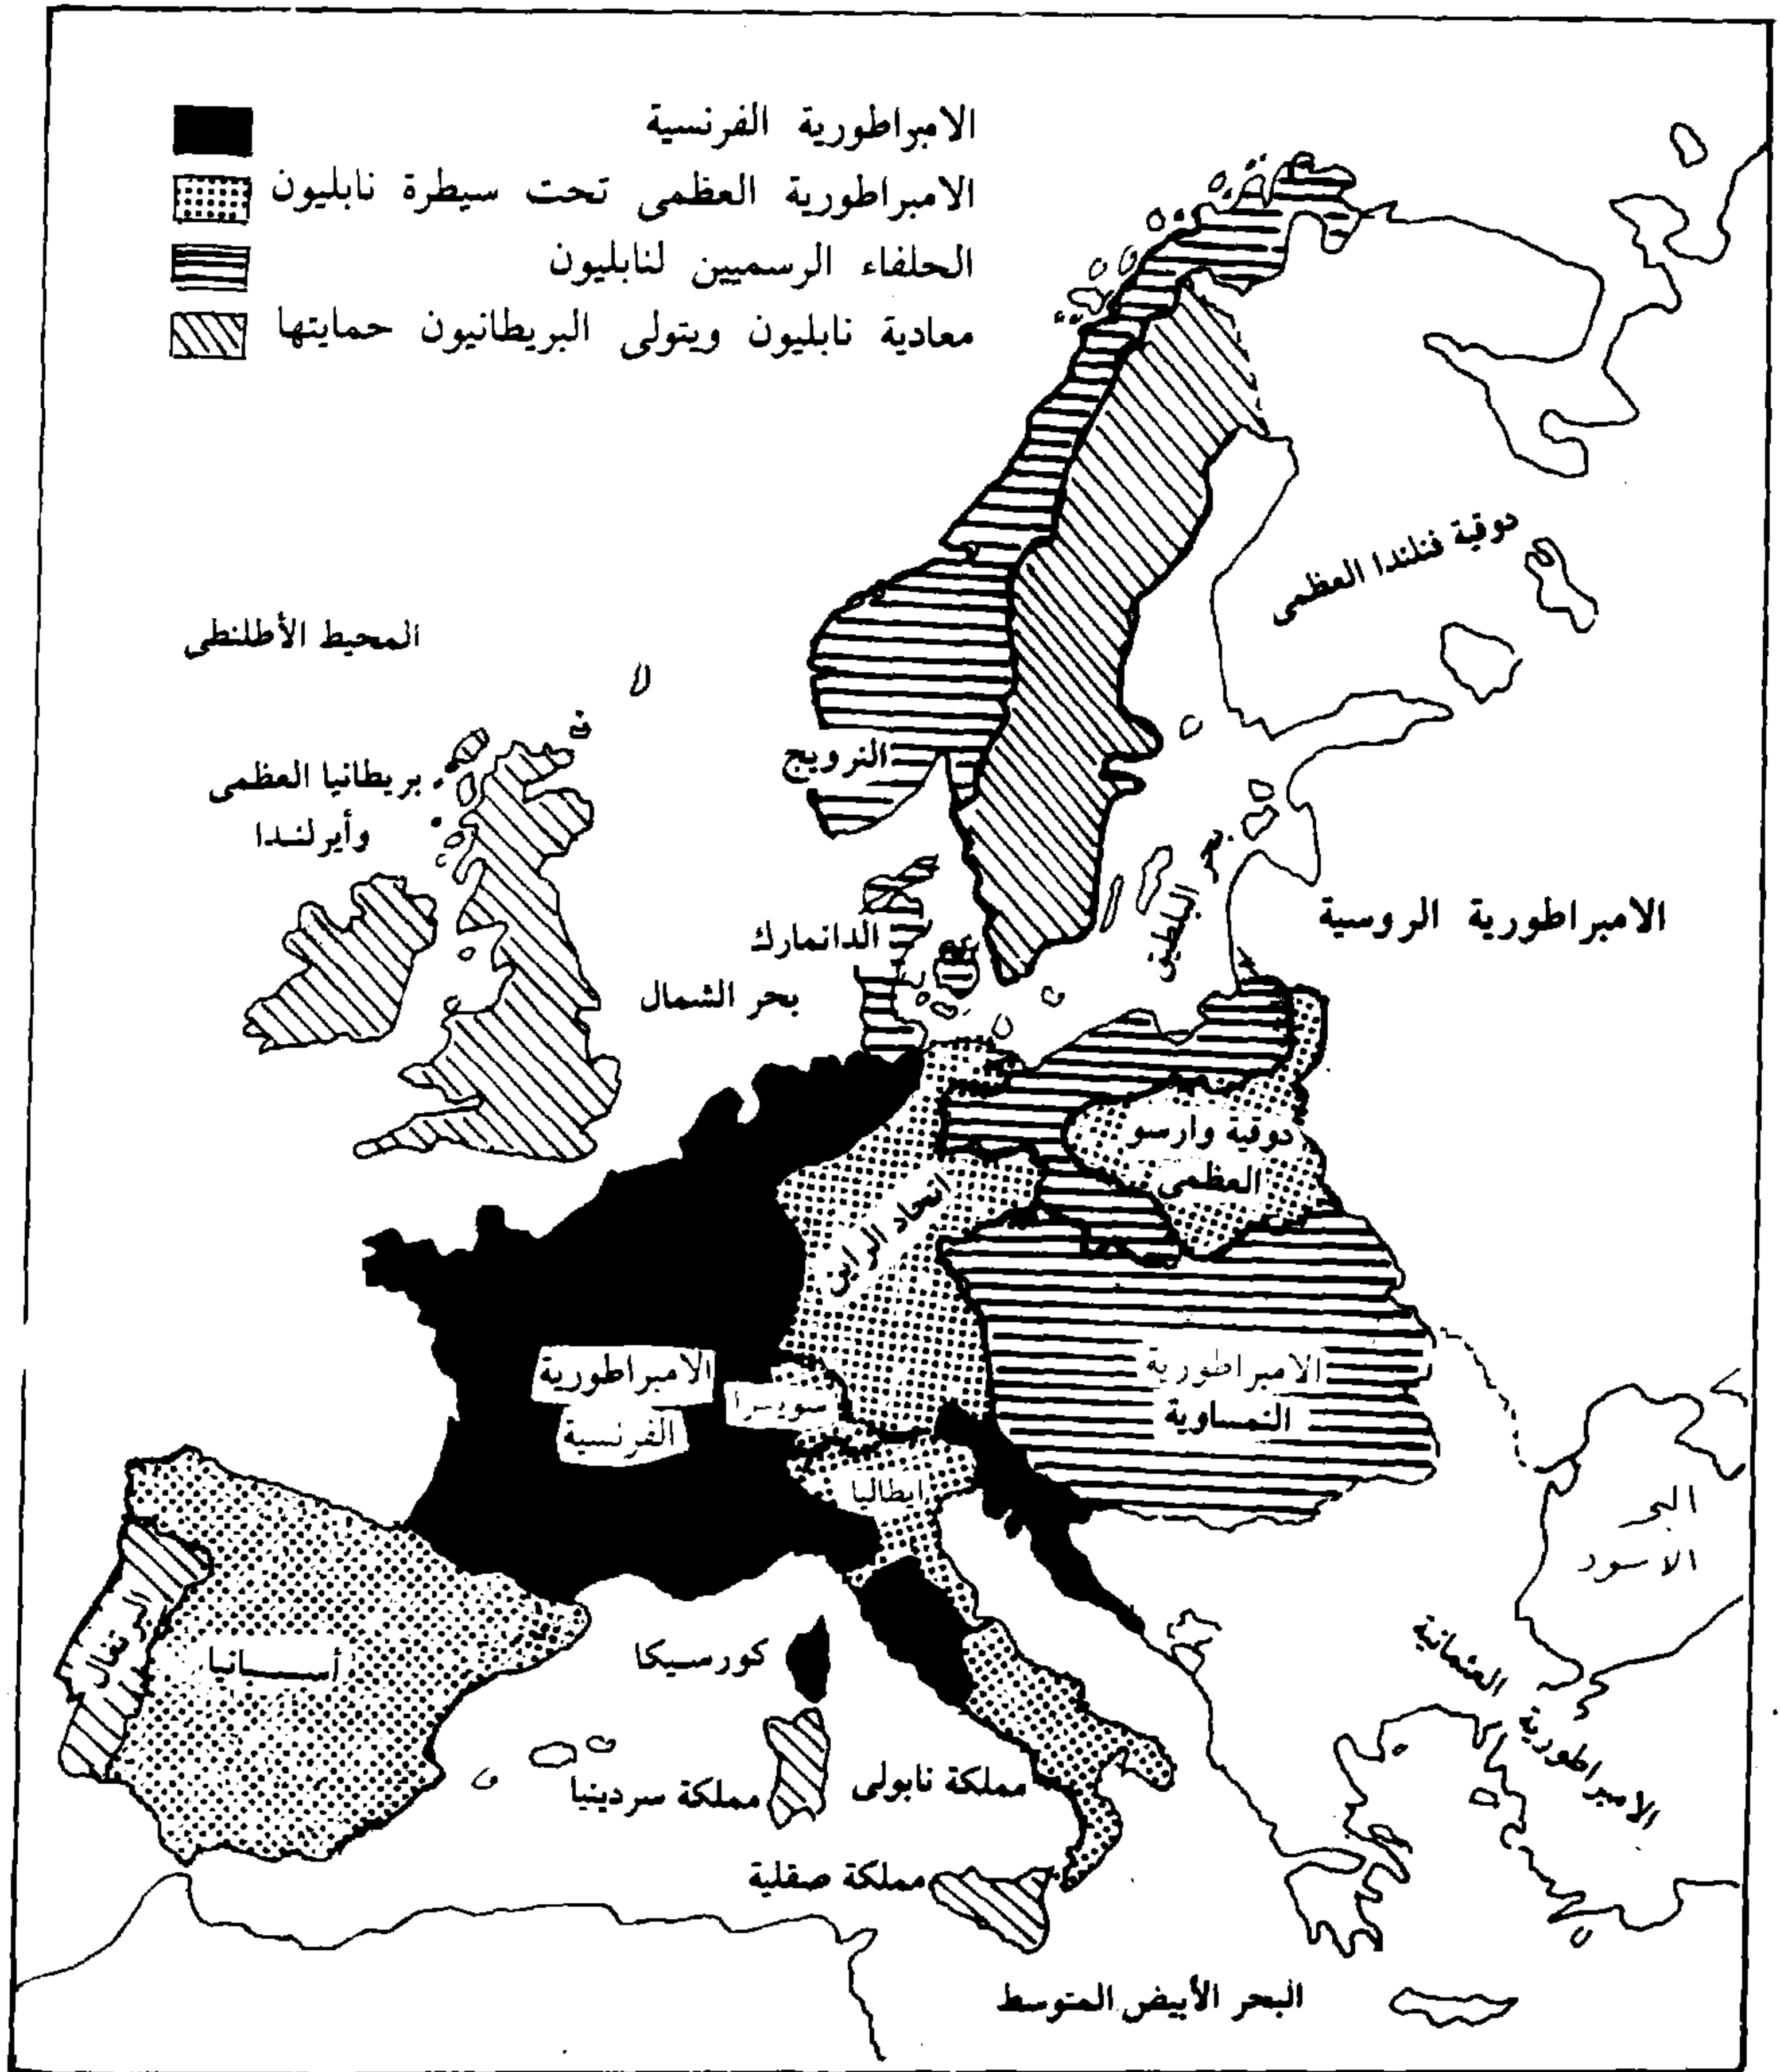 الامبراطورية الفرنسية
الامبراطورية العظمى تحت سيطرة نابليون
الحلفاء الرسميين لنابليون
معادية نابليون ويتولى البريطانيون حمايتها
دوقية فنلندا العظمى
المحيط الأطلنطى
النرويج
بريطانيا العظمى
وأيرلندا
الامبراطورية الروسية
بحر البلطيق
الدانمارك
بحر الشمال
دوقية وارسو
العظمى
اتحاد الراين
الامبراطورية
الفرنسية
سويسرا
الامبراطورية
النمساوية
ايطاليا
البحر
الاسود
البرتغال
أسبانيا
كورسيكا
الامبراطورية العثمانية
مملكة سردينيا
مملكة نابولى
مملكة صقلية
البحر الأبيض المتوسط